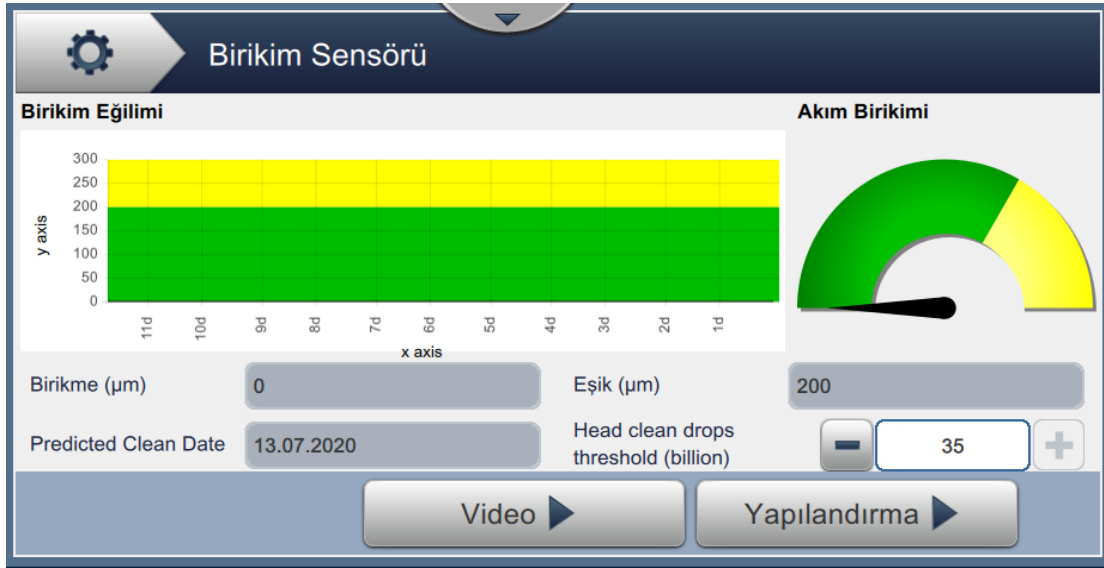 Birikim Sensörü
Birikim Eğilimi
Akım Birikimi
300
250
200
150
100
50
0
y axis
11d
10d
9d
8d
7d
6d
5d
4d
3d
2d
1d
x axis
Birikme (µm)
0
Eşik (µm)
200
Predicted Clean Date
13.07.2020
Head clean drops
threshold (billion)
35
Video
Yapılandırma